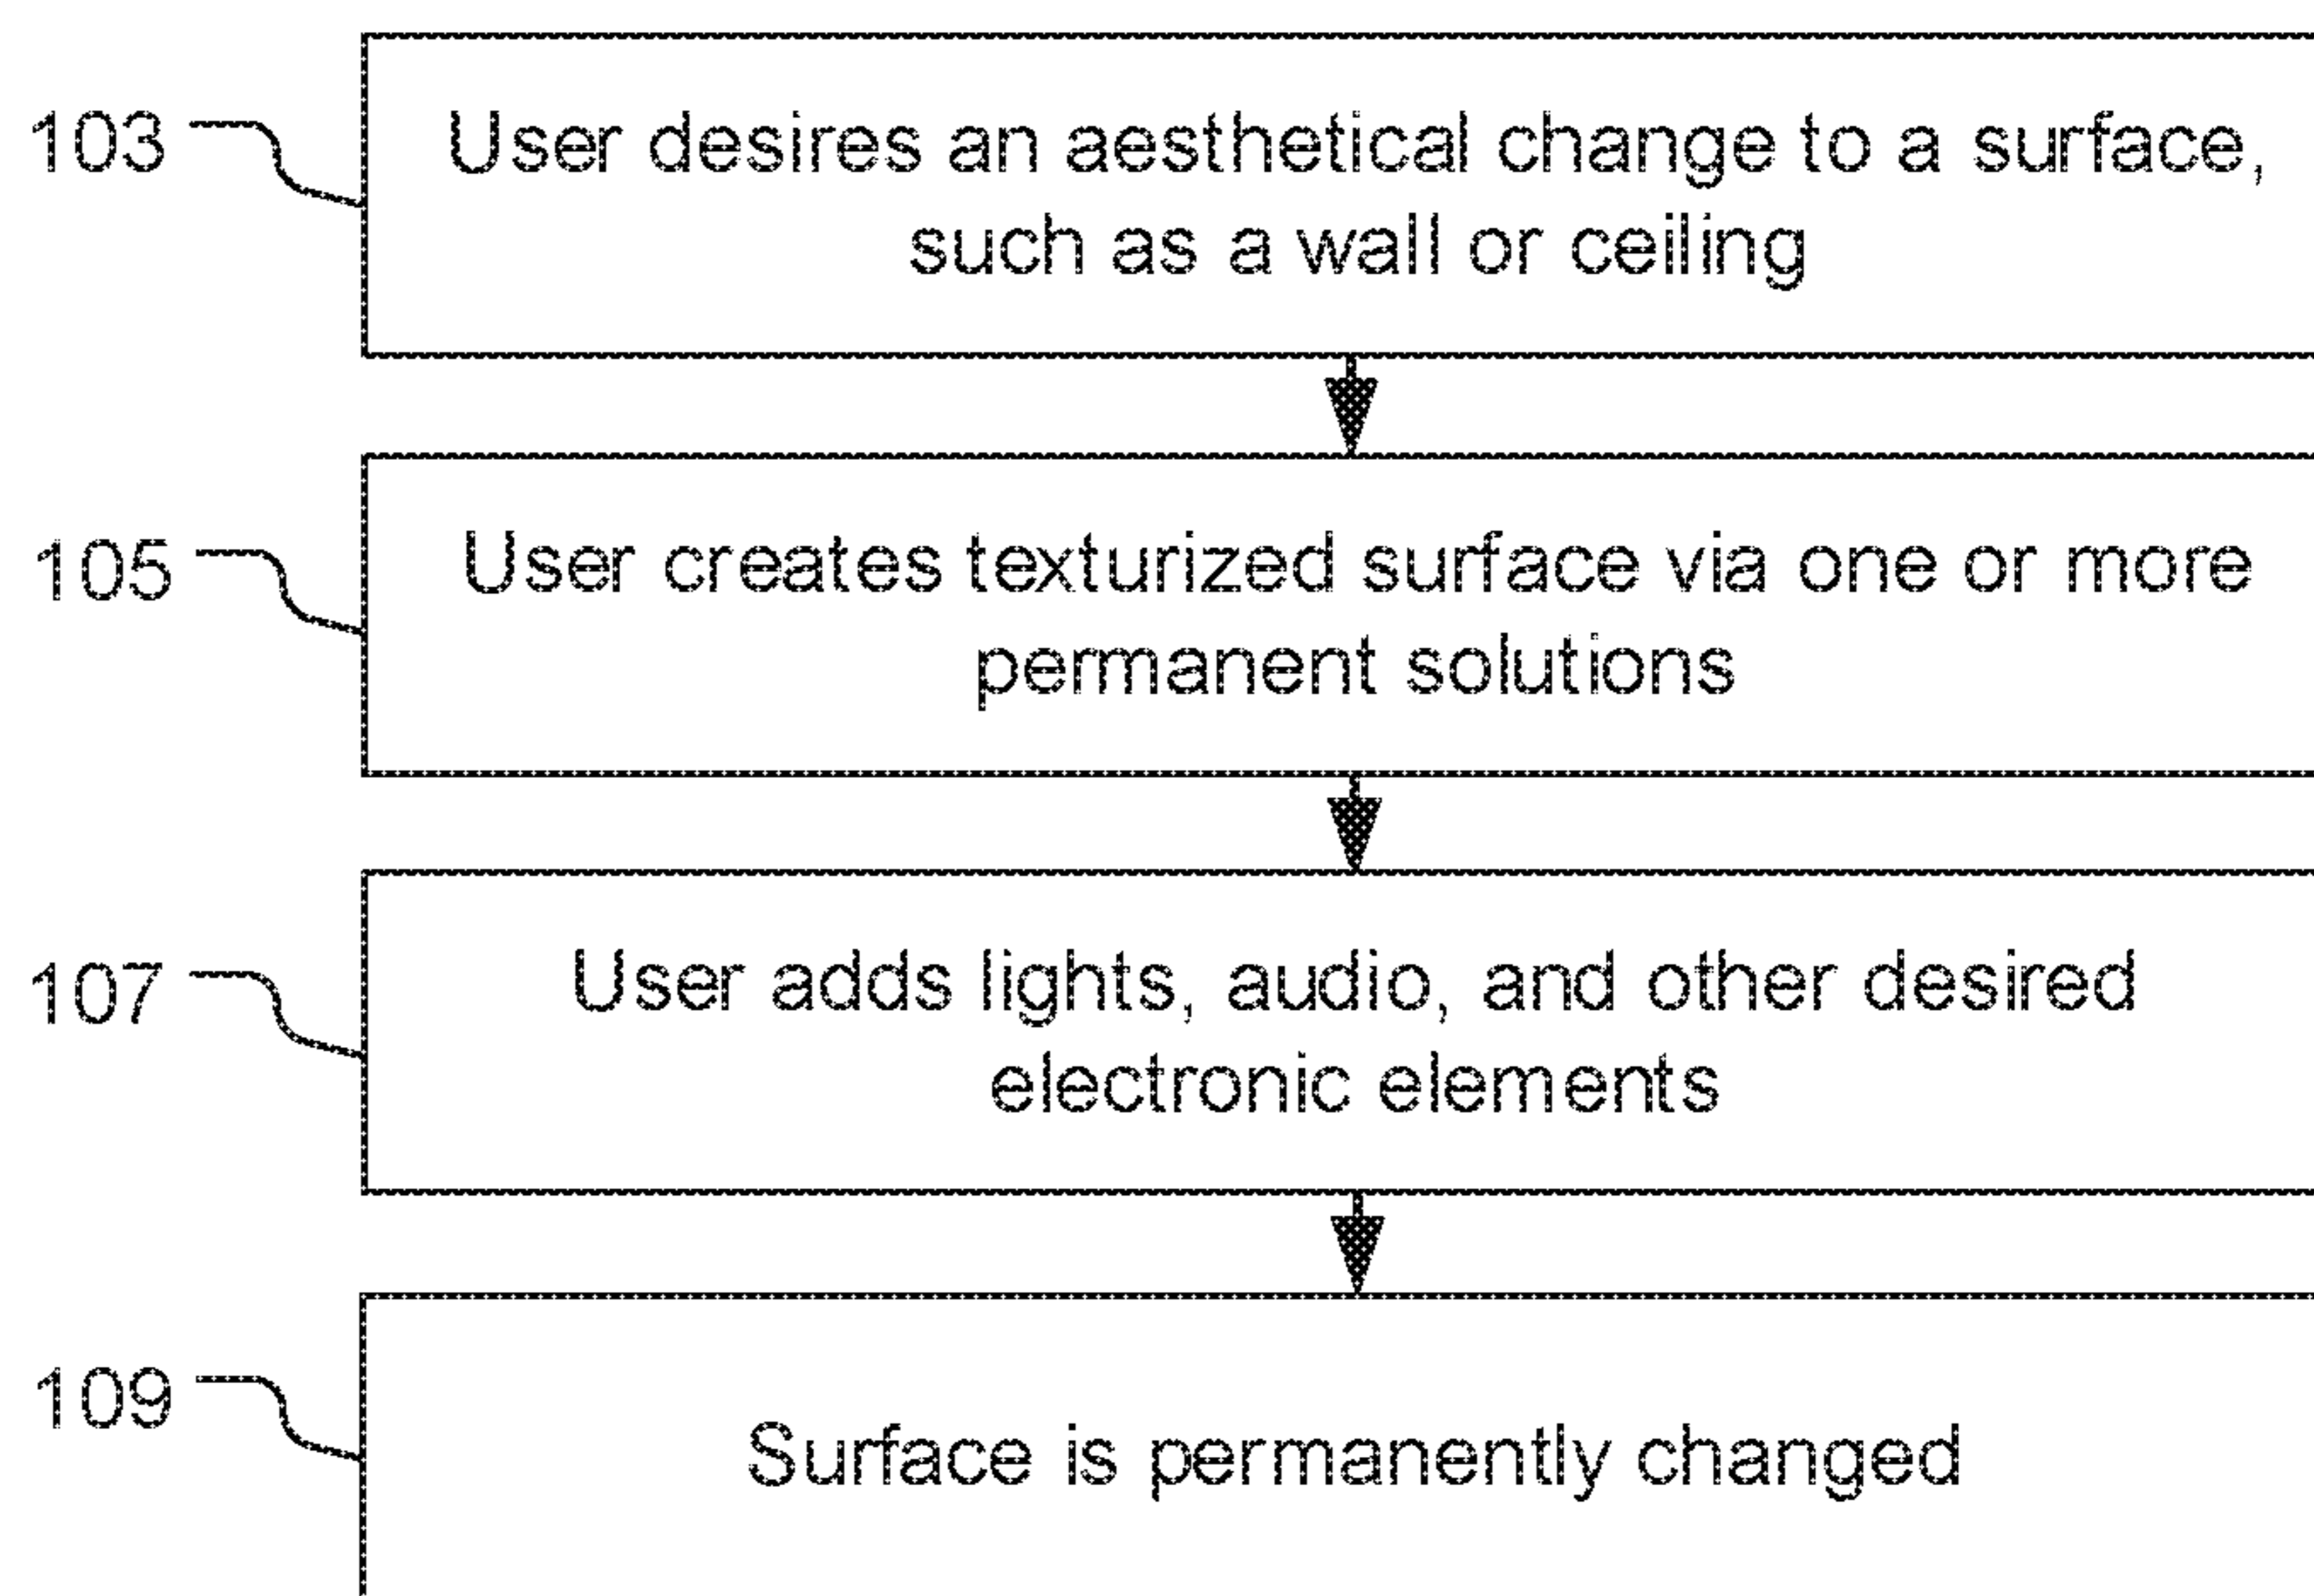 103
User desires an aesthetical change to a surface,
such as a wall or ceiling
105
User creates texturized surface via one or more
permanent solutions
107
User adds lights, audio, and other desired
electronic elements
109
Surface is permanently changed